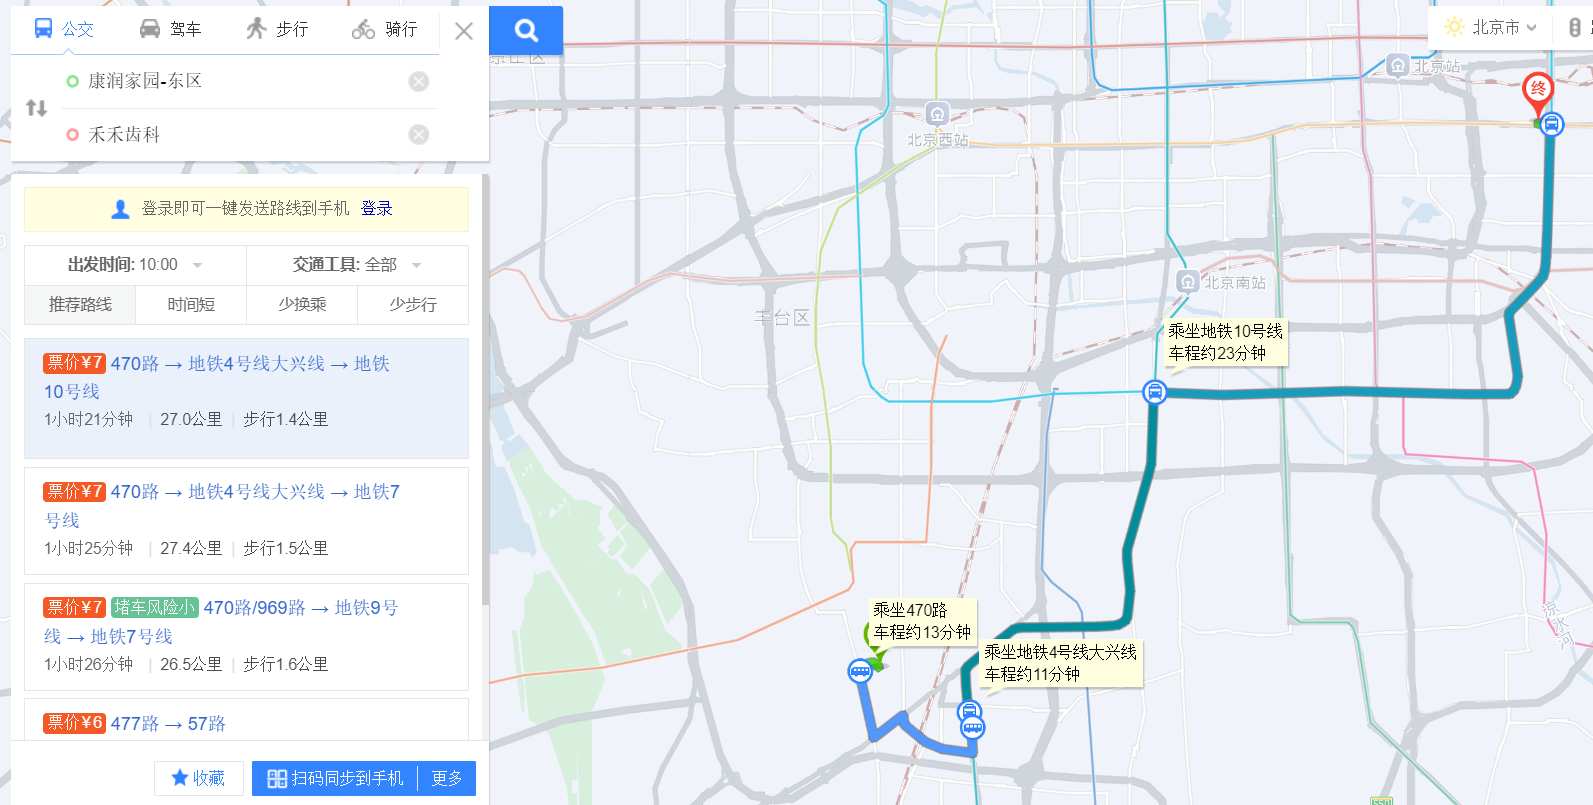 公交
驾车
步行
骑行
康润家园-东区
禾禾齿科
登录即可一键发送路线到手机 登录
出发时间: 10:00
交通工具: 全部
推荐路线
时间短
少换乘
少步行
票价¥7 470路 → 地铁4号线大兴线 → 地铁
10号线
1小时21分钟 | 27.0公里 | 步行1.4公里
票价¥7 470路 → 地铁4号线大兴线 → 地铁7
号线
1小时25分钟 | 27.4公里 | 步行1.5公里
票价¥7 堵车风险小 470路/969路 → 地铁9号
线 → 地铁7号线
1小时26分钟 | 26.5公里 | 步行1.6公里
票价¥6 477路 → 57路
收藏
扫码同步到手机 | 更多
北京市
北京站
终
北京西站
北京南站
丰台区
乘坐地铁10号线
车程约23分钟
乘坐470路
车程约13分钟
乘坐地铁4号线大兴线
车程约11分钟
凉水河